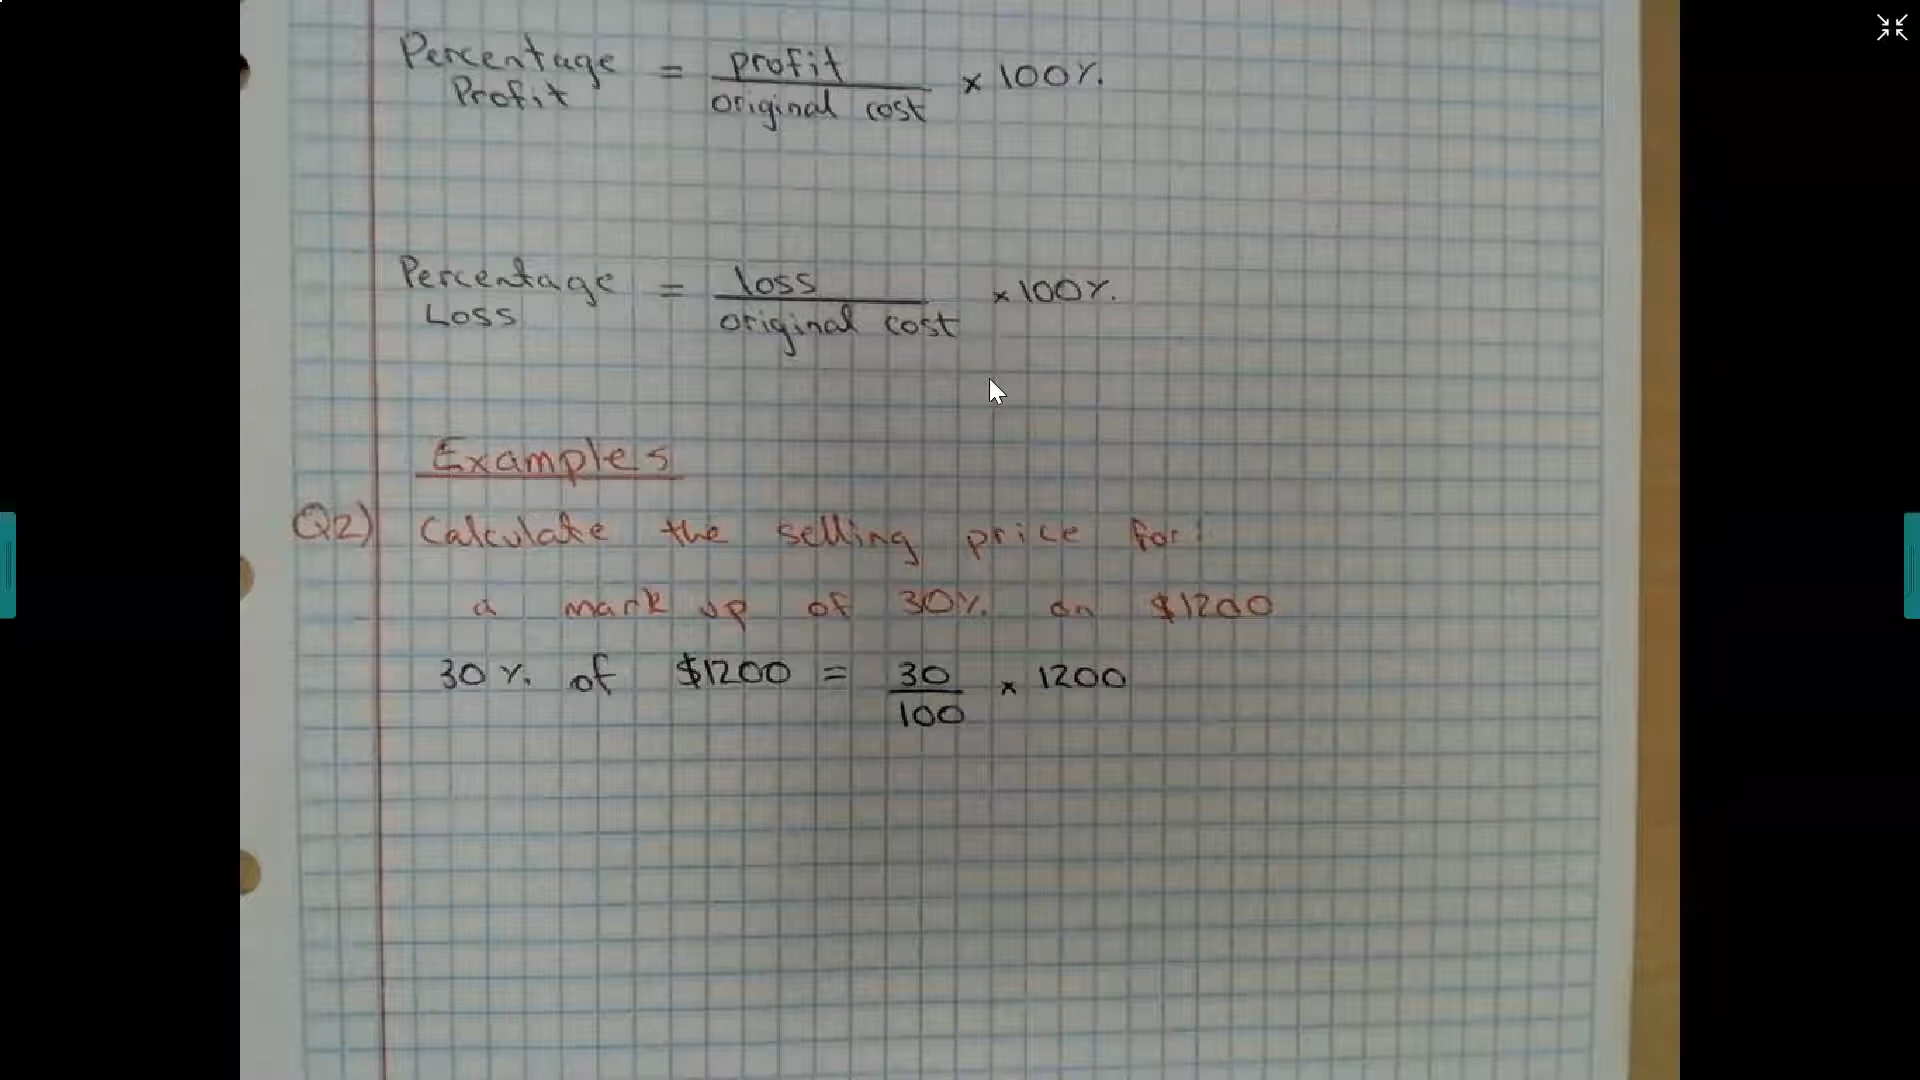 Percentage Profit = profit / original cost × 100%
Percentage Loss = loss / original cost × 100%
Examples
Q2) Calculate the selling price for:
a mark up of 30% on $1200
30% of $1200 = 30/100 × 1200